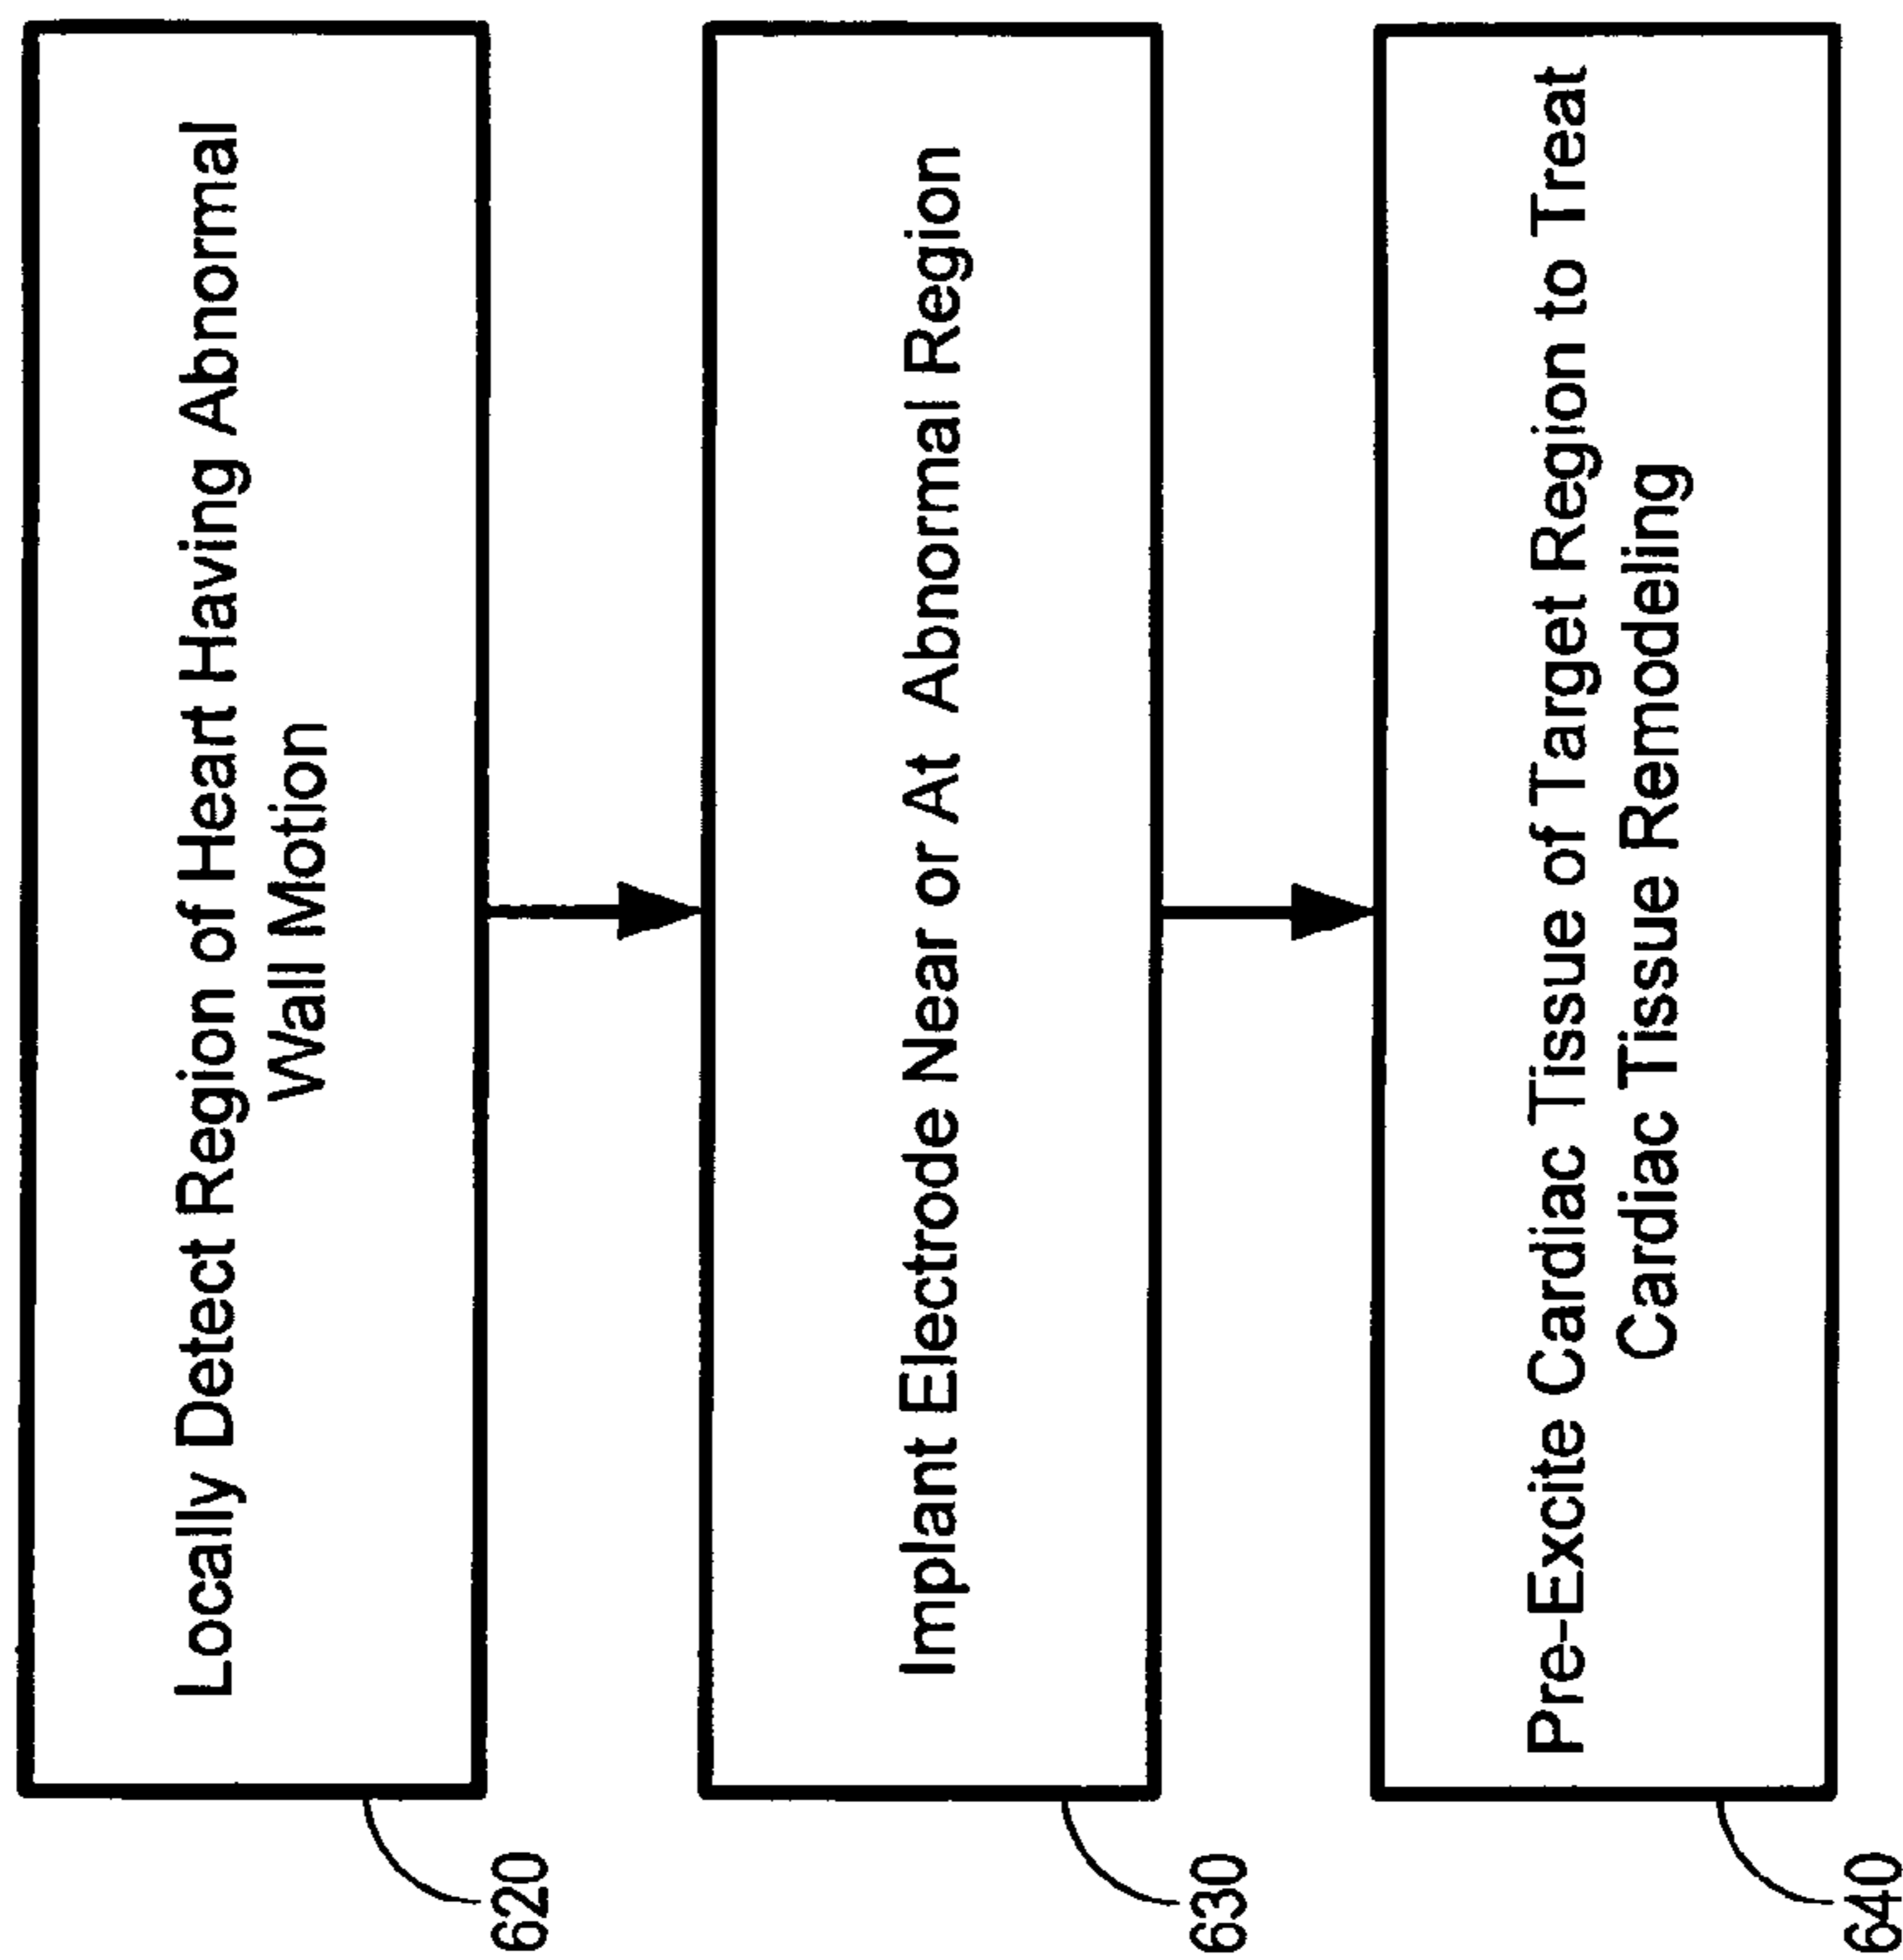 Locally Detect Region of Heart Having Abnormal
Wall Motion
620
Implant Electrode Near or At Abnormal Region
630
Pre-Excite Cardiac Tissue of Target Region to Treat
Cardiac Tissue Remodeling
640